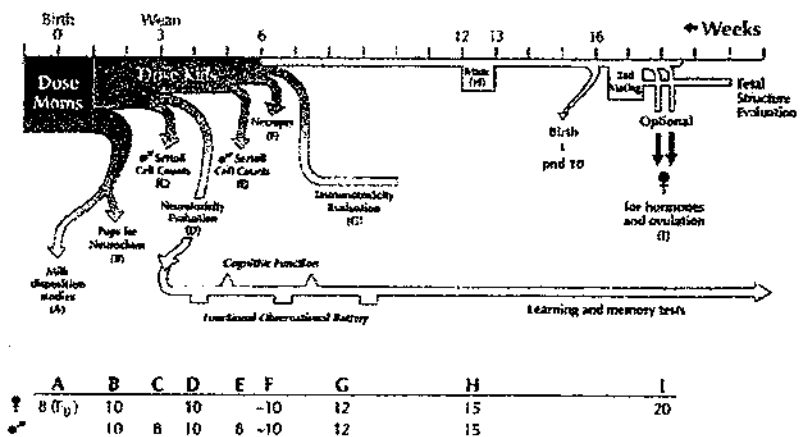 Birth Wean
0 3 6 12 13 16 Weeks
Dose
Moms
Dose Kids
Mate
(H)
2nd
Mating
Fetal
Structure
Evaluation
Necropsy
(F)
Optional
Birth
↓
pnd 10
♂ Sertoli
Cell Counts
(C)
♂ Sertoli
Cell Counts
(E)
Neurotoxicity
Evaluation
(D)
Immunotoxicity
Evaluation
(G)
for hormones
and ovulation
(I)
Pups for
Neurochem
(B)
Milk
disposition
studies
(A)
Cognitive Function
Functional Observational Battery
Learning and memory tests
A B C D E F G H I
♀ 8 (F₀) 10 10 ~10 12 15 20
♂ 10 8 10 8 ~10 12 15